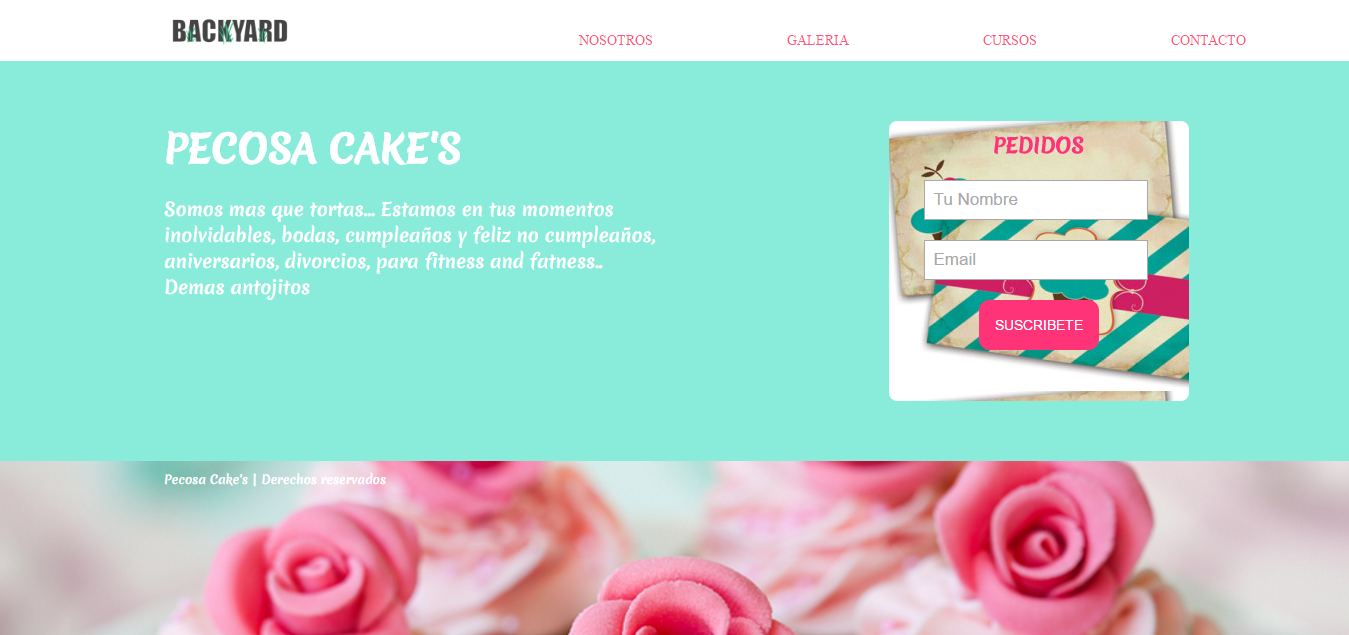 BACKYARD
NOSOTROS
GALERIA
CURSOS
CONTACTO
PECOSA CAKE'S
Somos mas que tortas... Estamos en tus momentos
inolvidables, bodas, cumpleaños y feliz no cumpleaños,
aniversarios, divorcios, para fitness and fatness..
Demas antojitos
PEDIDOS
Tu Nombre
Email
SUSCRIBETE
Pecosa Cake's | Derechos reservados